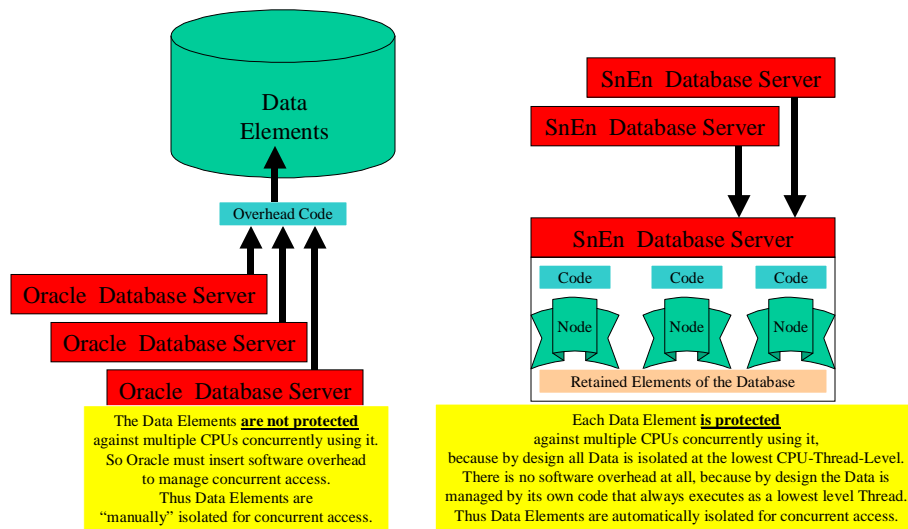 Data
Elements
Overhead Code
Oracle Database Server
Oracle Database Server
Oracle Database Server
The Data Elements are not protected
against multiple CPUs concurrently using it.
So Oracle must insert software overhead
to manage concurrent access.
Thus Data Elements are
“manually” isolated for concurrent access.
SnEn Database Server
SnEn Database Server
SnEn Database Server
Code
Code
Code
Node
Node
Node
Retained Elements of the Database
Each Data Element is protected
against multiple CPUs concurrently using it,
because by design all Data is isolated at the lowest CPU-Thread-Level.
There is no software overhead at all, because by design the Data is
managed by its own code that always executes as a lowest level Thread.
Thus Data Elements are automatically isolated for concurrent access.